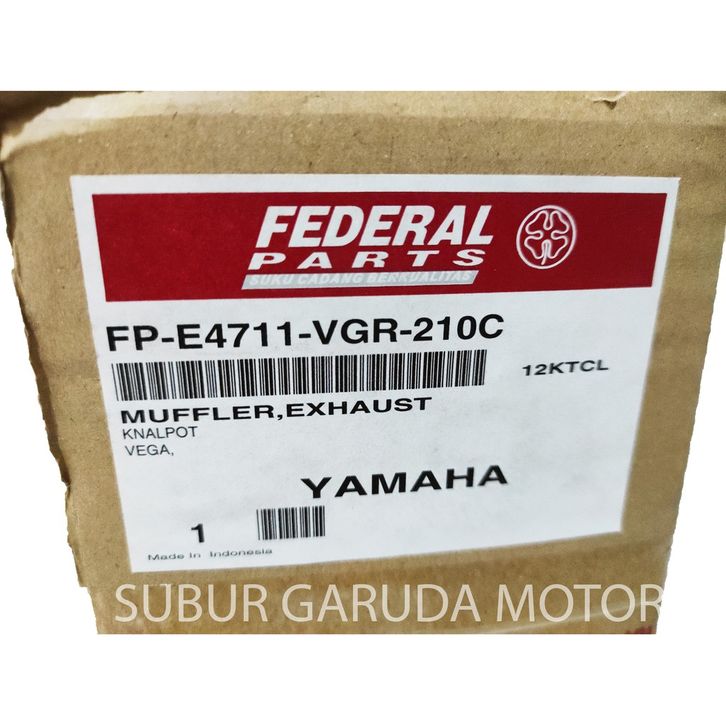 FEDERAL
PARTS
SUKU CADANG BERKUALITAS
FP-E4711-VGR-210C
12KTCL
MUFFLER,EXHAUST
KNALPOT
VEGA,
YAMAHA
1
Made in Indonesia
SUBUR GARUDA MOTOR